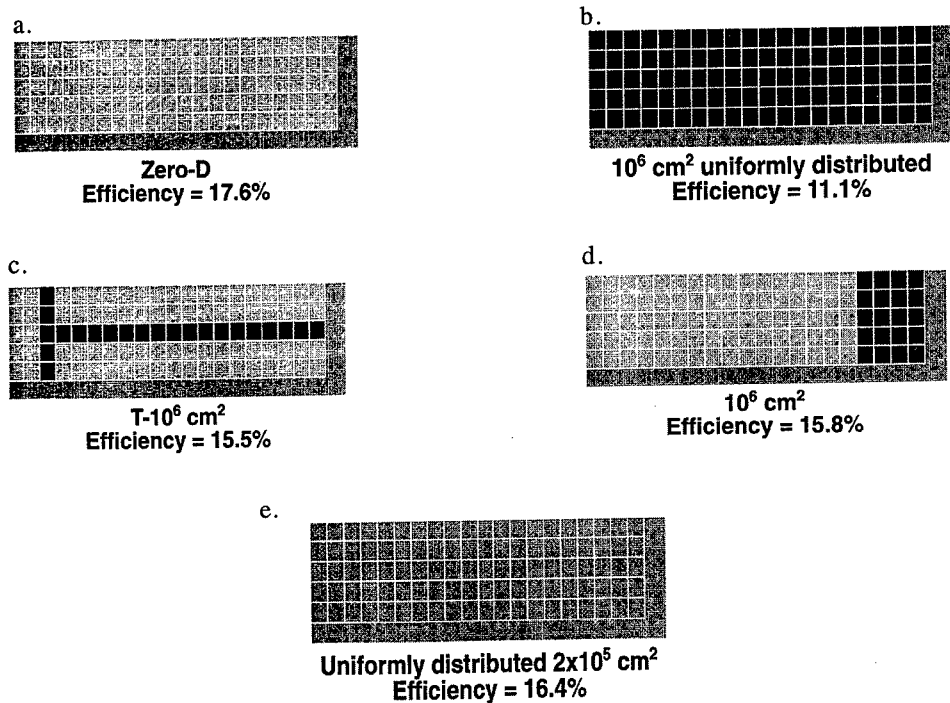 a.
Zero-D
Efficiency = 17.6%
b.
10⁶ cm² uniformly distributed
Efficiency = 11.1%
c.
T-10⁶ cm²
Efficiency = 15.5%
d.
10⁶ cm²
Efficiency = 15.8%
e.
Uniformly distributed 2x10⁵ cm²
Efficiency = 16.4%